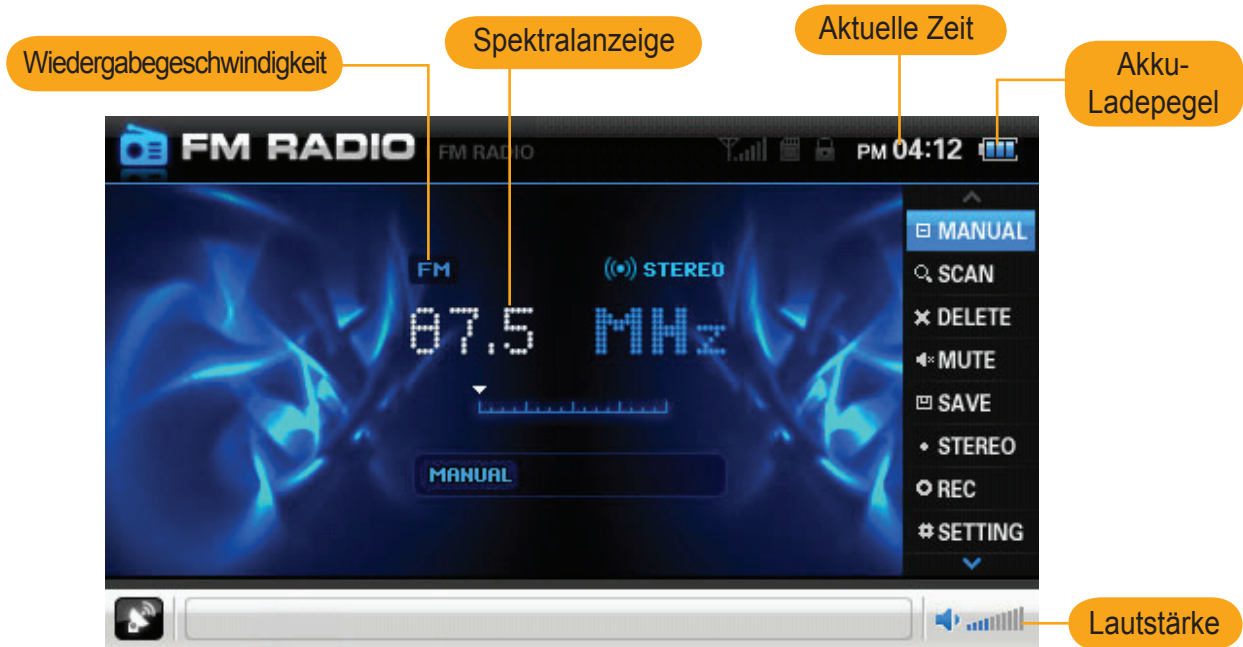 Wiedergabegeschwindigkeit
Spektralanzeige
Aktuelle Zeit
Akku-
Ladepegel
FM RADIO
FM RADIO
PM 04:12
FM
STEREO
87.5 MHz
MANUAL
MANUAL
SCAN
DELETE
MUTE
SAVE
STEREO
REC
SETTING
Lautstärke